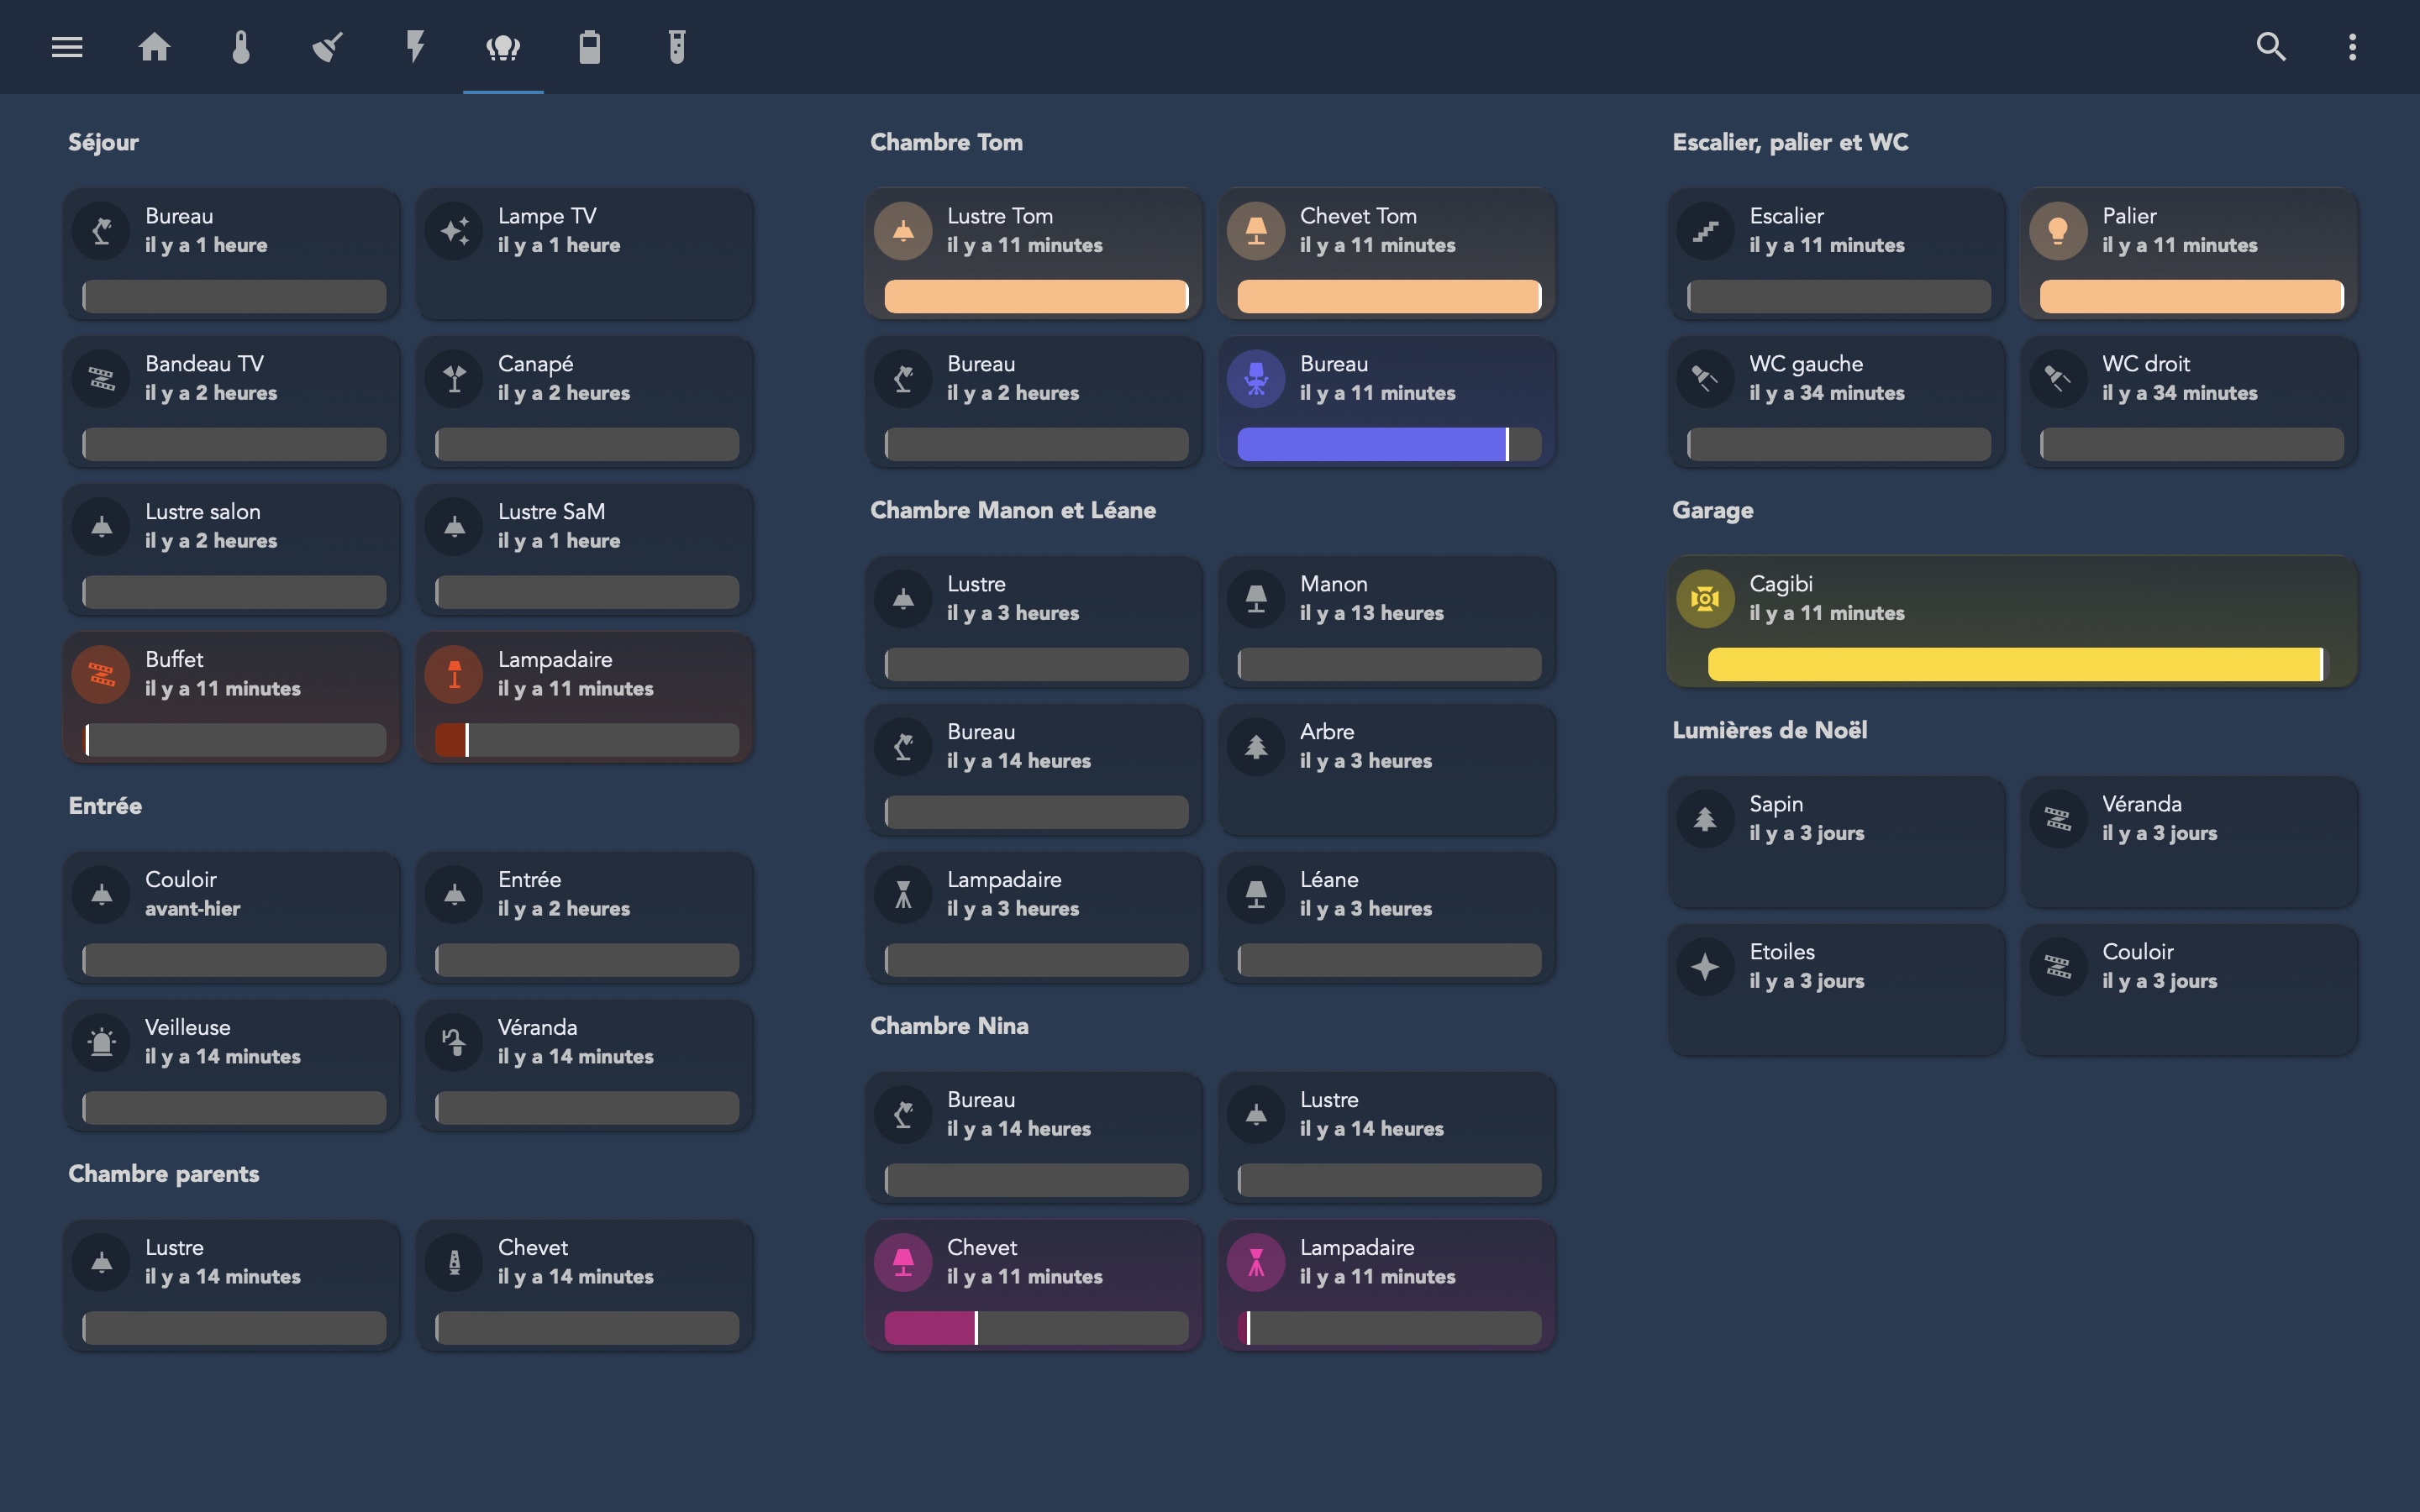 Séjour
Bureau
il y a 1 heure
Lampe TV
il y a 1 heure
Bandeau TV
il y a 2 heures
Canapé
il y a 2 heures
Lustre salon
il y a 2 heures
Lustre SaM
il y a 1 heure
Buffet
il y a 11 minutes
Lampadaire
il y a 11 minutes
Entrée
Couloir
avant-hier
Entrée
il y a 2 heures
Veilleuse
il y a 14 minutes
Véranda
il y a 14 minutes
Chambre parents
Lustre
il y a 14 minutes
Chevet
il y a 14 minutes
Chambre Tom
Lustre Tom
il y a 11 minutes
Chevet Tom
il y a 11 minutes
Bureau
il y a 2 heures
Bureau
il y a 11 minutes
Chambre Manon et Léane
Lustre
il y a 3 heures
Manon
il y a 13 heures
Bureau
il y a 14 heures
Arbre
il y a 3 heures
Lampadaire
il y a 3 heures
Léane
il y a 3 heures
Chambre Nina
Bureau
il y a 14 heures
Lustre
il y a 14 heures
Chevet
il y a 11 minutes
Lampadaire
il y a 11 minutes
Escalier, palier et WC
Escalier
il y a 11 minutes
Palier
il y a 11 minutes
WC gauche
il y a 34 minutes
WC droit
il y a 34 minutes
Garage
Cagibi
il y a 11 minutes
Lumières de Noël
Sapin
il y a 3 jours
Véranda
il y a 3 jours
Etoiles
il y a 3 jours
Couloir
il y a 3 jours